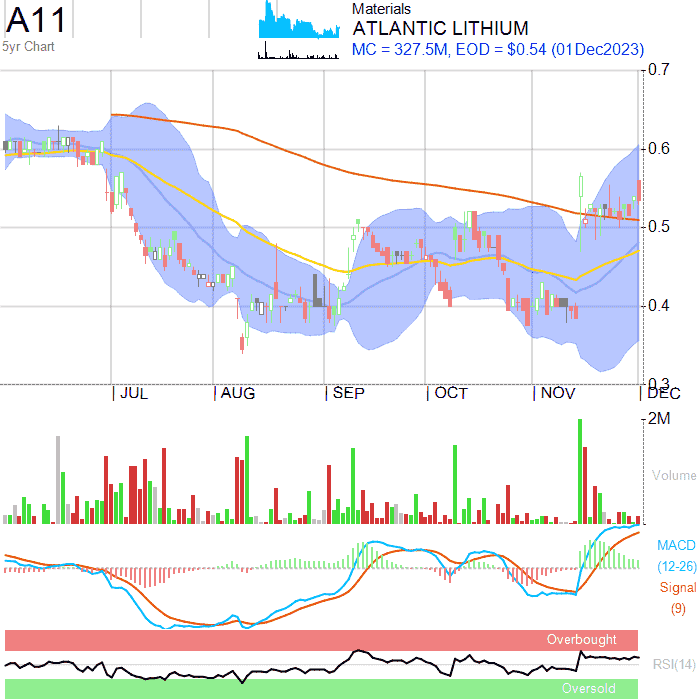 A11
5yr Chart
Materials
ATLANTIC LITHIUM
MC = 327.5M, EOD = $0.54 (01Dec2023)
0.7
0.6
0.5
0.4
0.3
JUL AUG SEP OCT NOV DEC
2M
Volume
MACD
(12-26)
Signal
(9)
Overbought
RSI(14)
Oversold